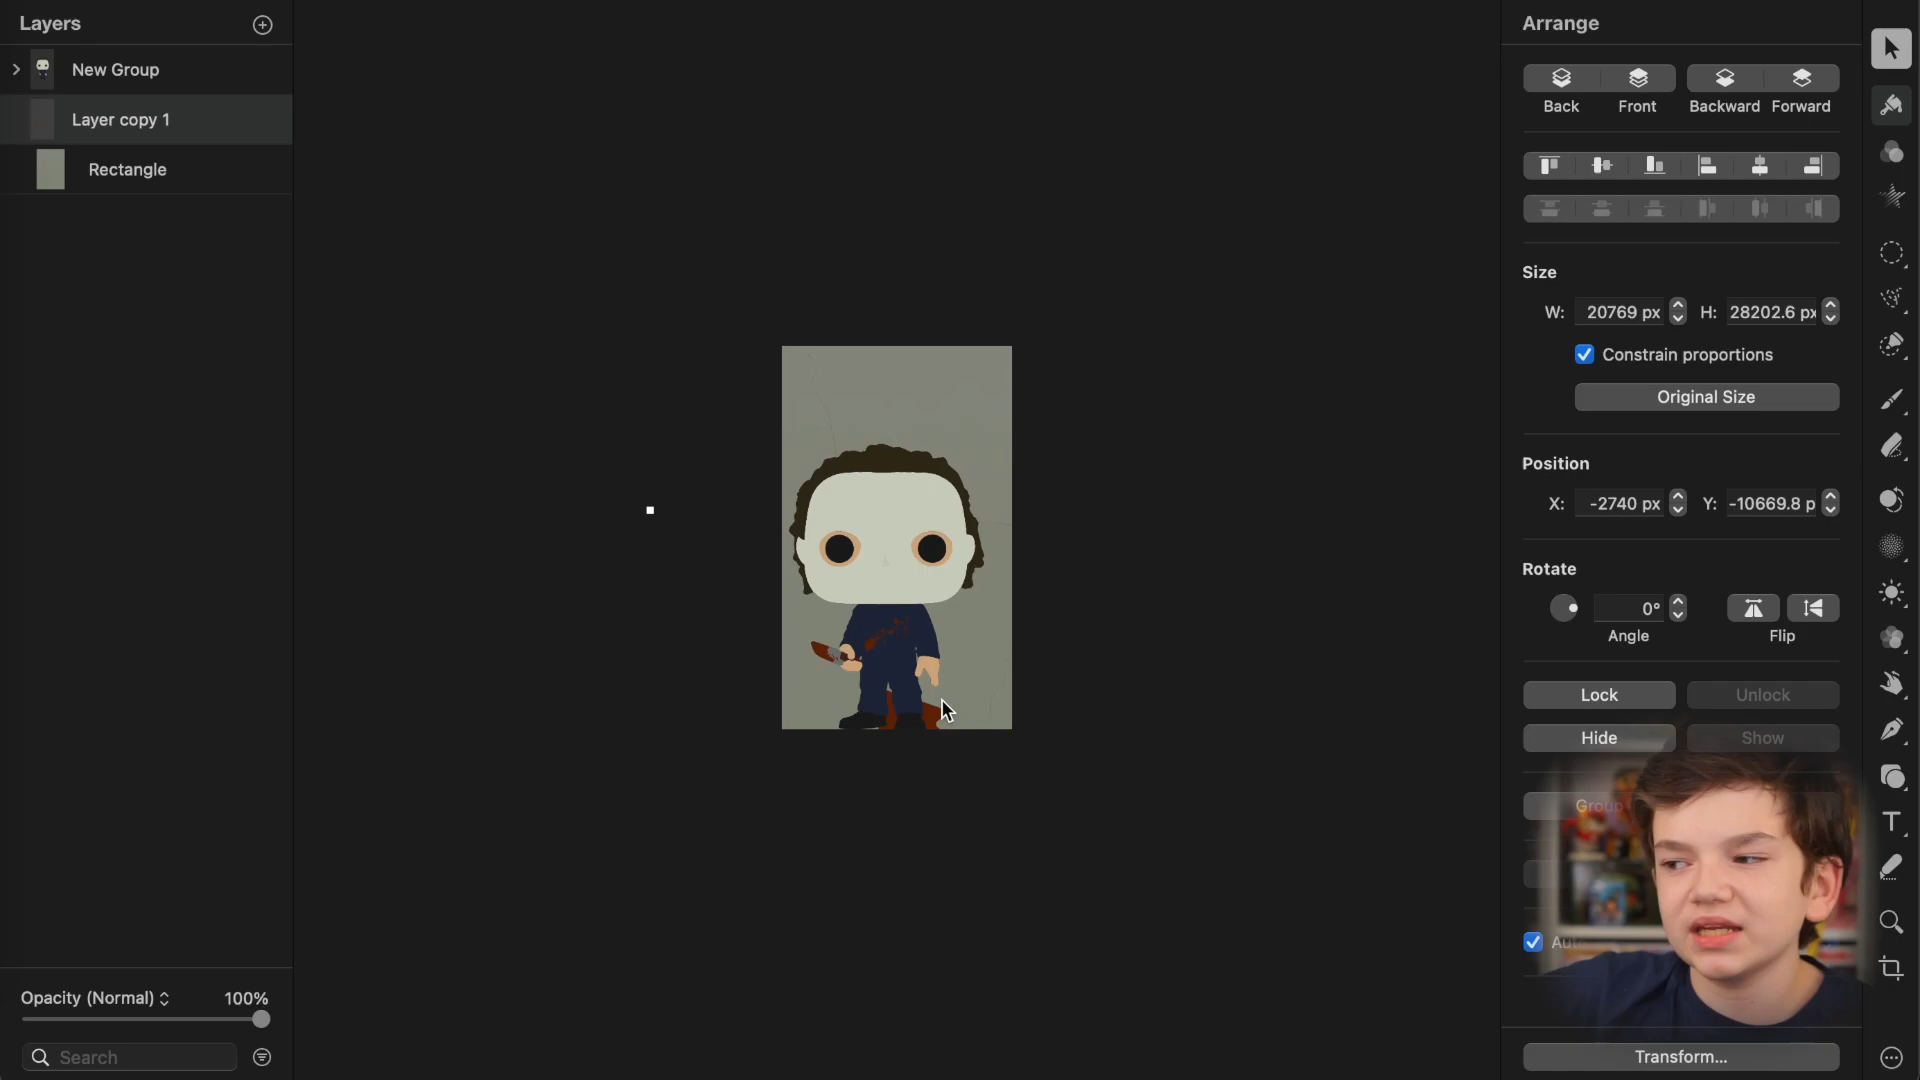 Layers
New Group
Layer copy 1
Rectangle
Opacity (Normal)
100%
Search
Arrange
Back
Front
Backward
Forward
Size
W:
20769 px
H:
28202.6 px
Constrain proportions
Original Size
Position
X:
-2740 px
Y:
-10669.8 p
Rotate
0°
Angle
Flip
Lock
Unlock
Hide
Show
Group
Transform...